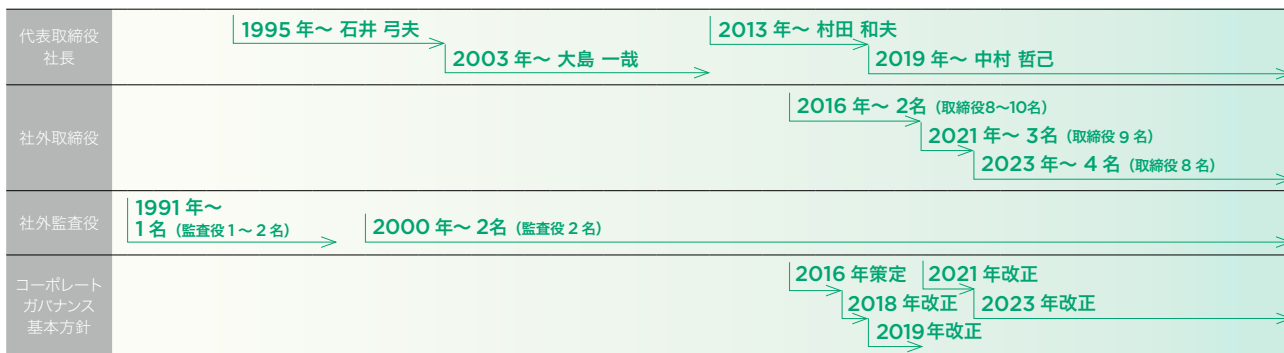 代表取締役
社長
1995 年～ 石井 弓夫
2003 年～ 大島 一哉
2013 年～ 村田 和夫
2019 年～ 中村 哲己
社外取締役
2016 年～ 2名（取締役8～10名）
2021 年～ 3名（取締役 9 名）
2023 年～ 4 名（取締役 8 名）
社外監査役
1991 年～
1 名（監査役 1 ～ 2 名）
2000 年～ 2名（監査役 2 名）
コーポレート
ガバナンス
基本方針
2016 年策定
2018 年改正
2019年改正
2021 年改正
2023 年改正